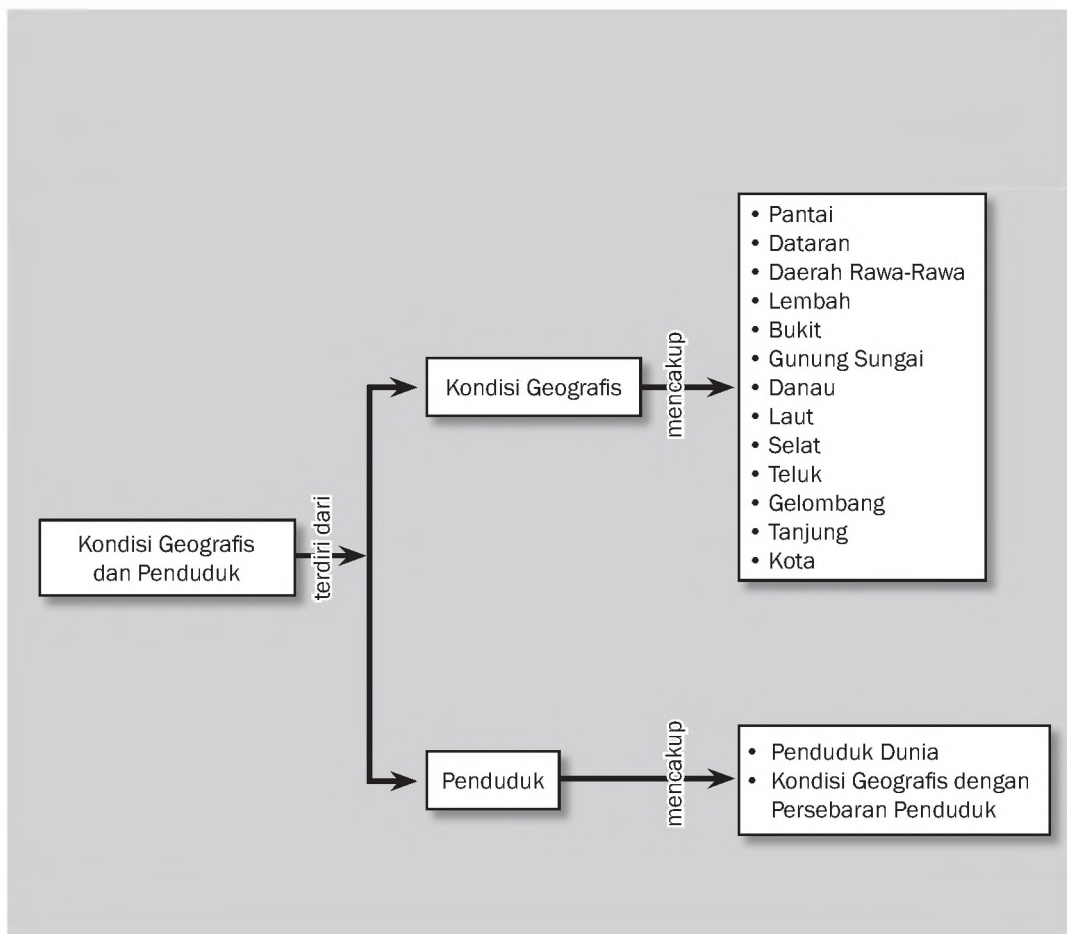 Kondisi Geografis
dan Penduduk
terdiri dari
Kondisi Geografis
mencakup
• Pantai
• Dataran
• Daerah Rawa-Rawa
• Lembah
• Bukit
• Gunung Sungai
• Danau
• Laut
• Selat
• Teluk
• Gelombang
• Tanjung
• Kota
Penduduk
mencakup
• Penduduk Dunia
• Kondisi Geografis dengan
Persebaran Penduduk